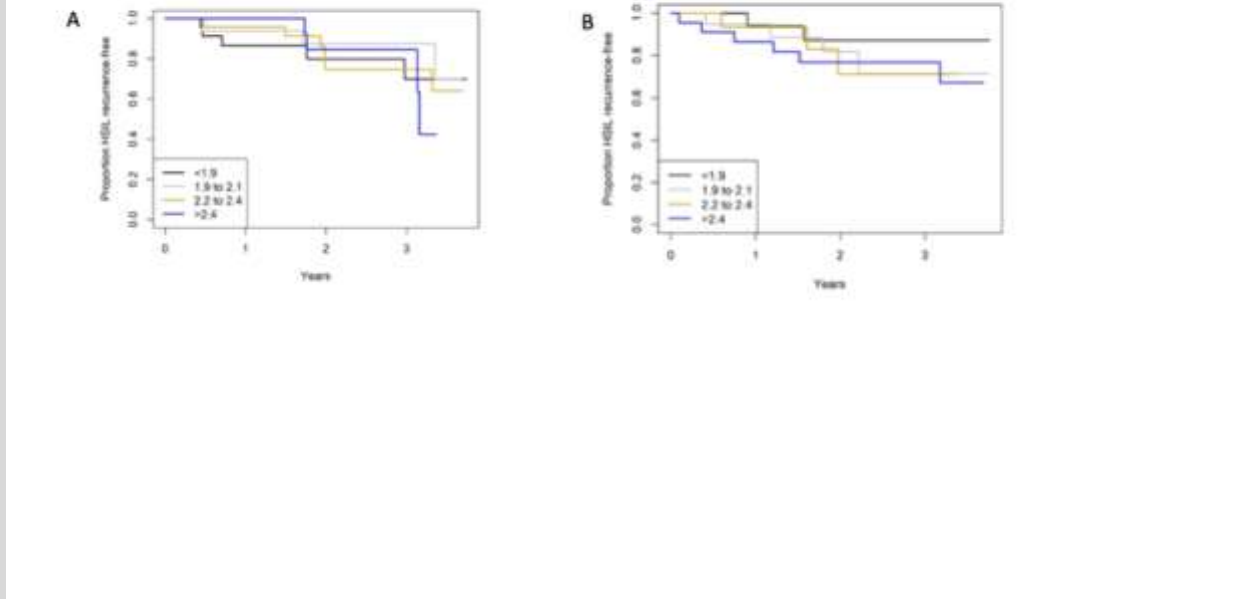 A
Proportion HSIL recurrence-free
1.0
0.8
0.6
0.4
0.2
0.0
<1.9
1.9 to 2.1
2.2 to 2.4
>2.4
0 1 2 3
Years
B
Proportion HSIL recurrence-free
1.0
0.8
0.6
0.4
0.2
0.0
<1.9
1.9 to 2.1
2.2 to 2.4
>2.4
0 1 2 3
Years